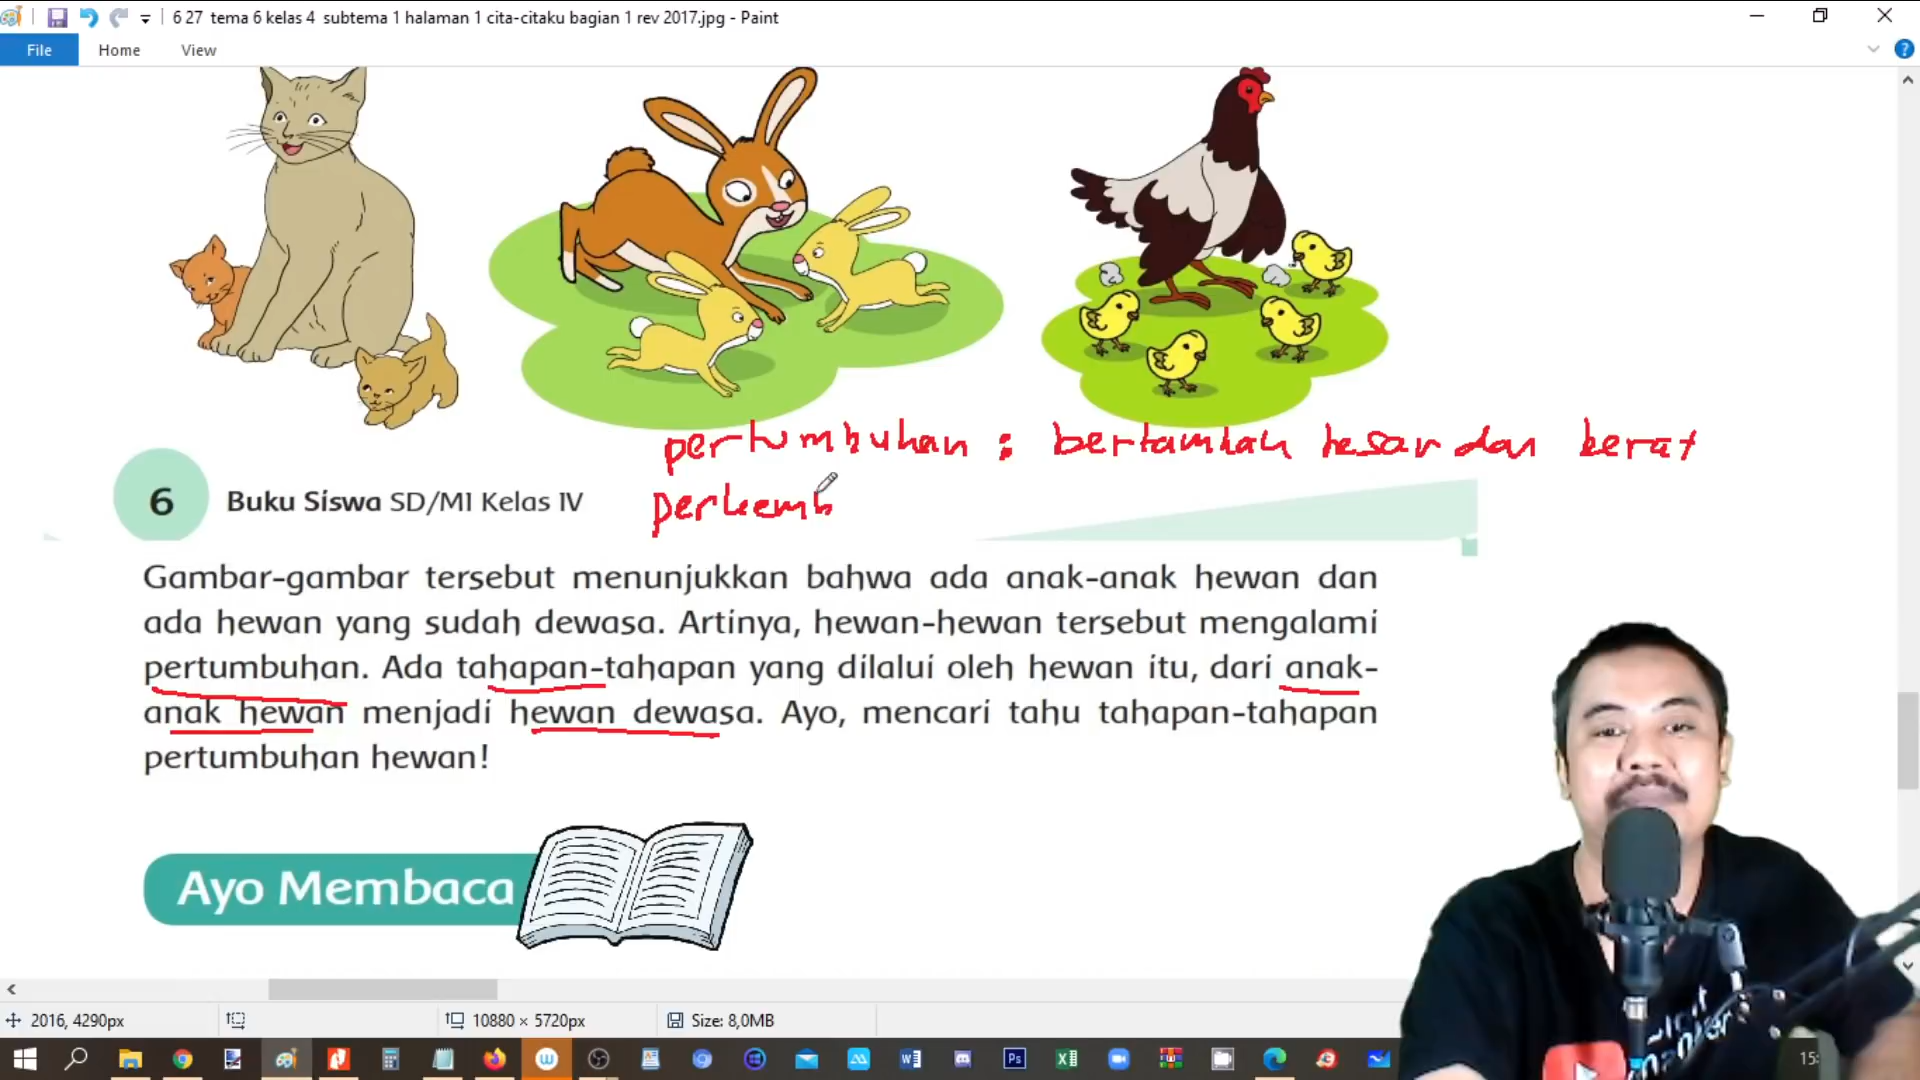 6 27 tema 6 kelas 4 subtema 1 halaman 1 cita-citaku bagian 1 rev 2017.jpg - Paint
File Home View
pertumbuhan : bertambah besar dan berat
6 Buku Siswa SD/MI Kelas IV
perkemb
Gambar-gambar tersebut menunjukkan bahwa ada anak-anak hewan dan
ada hewan yang sudah dewasa. Artinya, hewan-hewan tersebut mengalami
pertumbuhan. Ada tahapan-tahapan yang dilalui oleh hewan itu, dari anak-
anak hewan menjadi hewan dewasa. Ayo, mencari tahu tahapan-tahapan
pertumbuhan hewan!
Ayo Membaca
2016, 4290px 10880 × 5720px Size: 8,0MB
15: